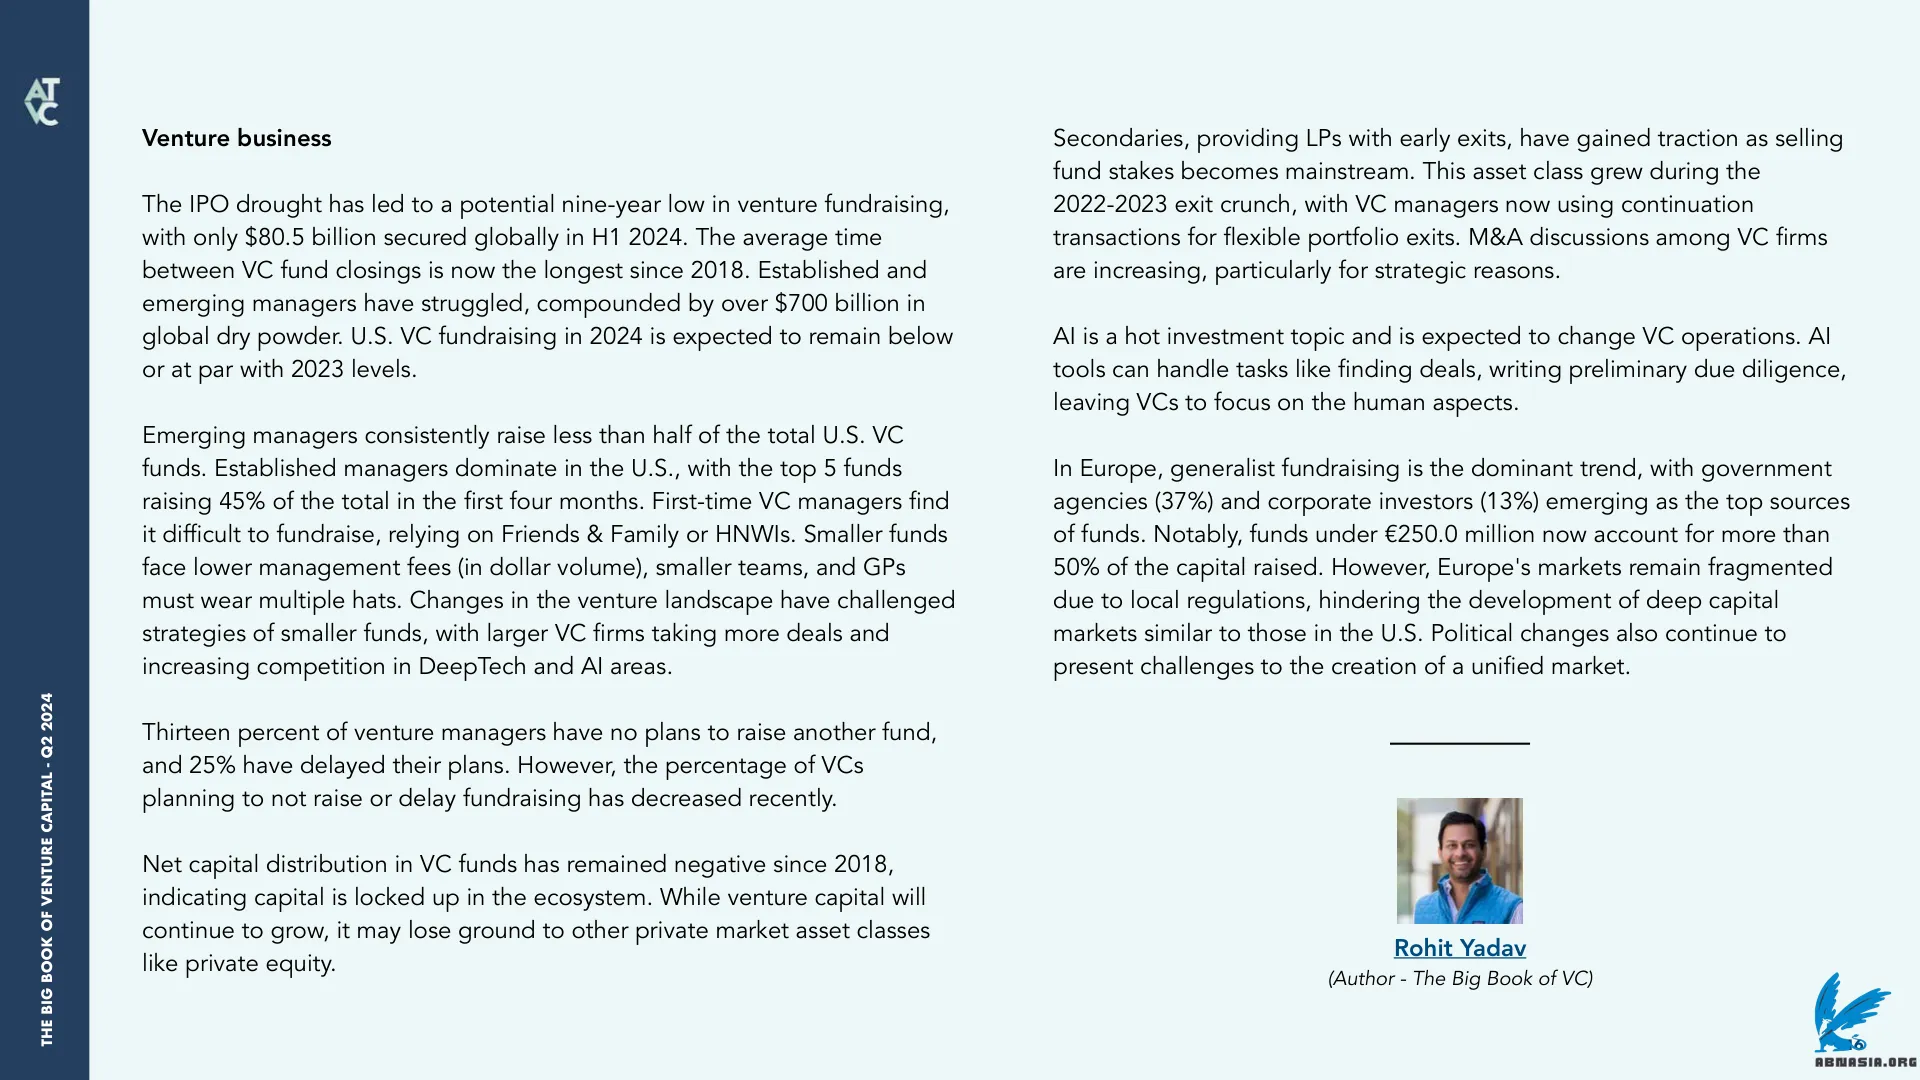 AT
VC
THE BIG BOOK OF VENTURE CAPITAL - Q2 2024
Venture business
The IPO drought has led to a potential nine-year low in venture fundraising,
with only $80.5 billion secured globally in H1 2024. The average time
between VC fund closings is now the longest since 2018. Established and
emerging managers have struggled, compounded by over $700 billion in
global dry powder. U.S. VC fundraising in 2024 is expected to remain below
or at par with 2023 levels.
Emerging managers consistently raise less than half of the total U.S. VC
funds. Established managers dominate in the U.S., with the top 5 funds
raising 45% of the total in the first four months. First-time VC managers find
it difficult to fundraise, relying on Friends & Family or HNWIs. Smaller funds
face lower management fees (in dollar volume), smaller teams, and GPs
must wear multiple hats. Changes in the venture landscape have challenged
strategies of smaller funds, with larger VC firms taking more deals and
increasing competition in DeepTech and AI areas.
Thirteen percent of venture managers have no plans to raise another fund,
and 25% have delayed their plans. However, the percentage of VCs
planning to not raise or delay fundraising has decreased recently.
Net capital distribution in VC funds has remained negative since 2018,
indicating capital is locked up in the ecosystem. While venture capital will
continue to grow, it may lose ground to other private market asset classes
like private equity.
Secondaries, providing LPs with early exits, have gained traction as selling
fund stakes becomes mainstream. This asset class grew during the
2022-2023 exit crunch, with VC managers now using continuation
transactions for flexible portfolio exits. M&A discussions among VC firms
are increasing, particularly for strategic reasons.
AI is a hot investment topic and is expected to change VC operations. AI
tools can handle tasks like finding deals, writing preliminary due diligence,
leaving VCs to focus on the human aspects.
In Europe, generalist fundraising is the dominant trend, with government
agencies (37%) and corporate investors (13%) emerging as the top sources
of funds. Notably, funds under €250.0 million now account for more than
50% of the capital raised. However, Europe's markets remain fragmented
due to local regulations, hindering the development of deep capital
markets similar to those in the U.S. Political changes also continue to
present challenges to the creation of a unified market.
Rohit Yadav
(Author - The Big Book of VC)
ABNASIA.ORG